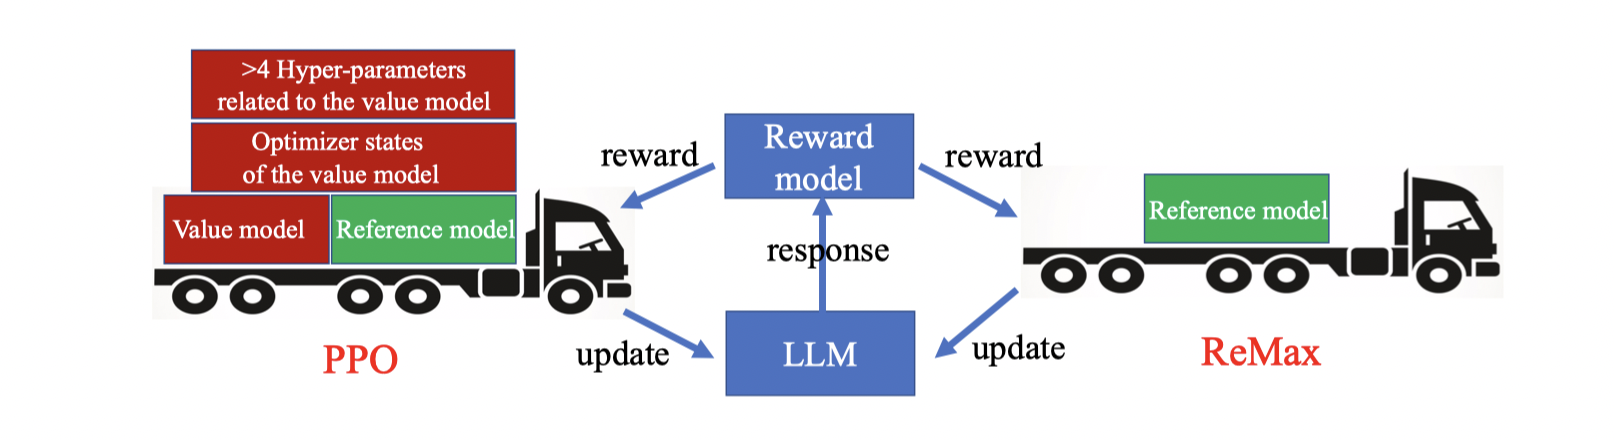 >4 Hyper-parameters
related to the value model
Optimizer states
of the value model
Value model
Reference model
PPO
reward
update
Reward
model
response
LLM
reward
update
Reference model
ReMax